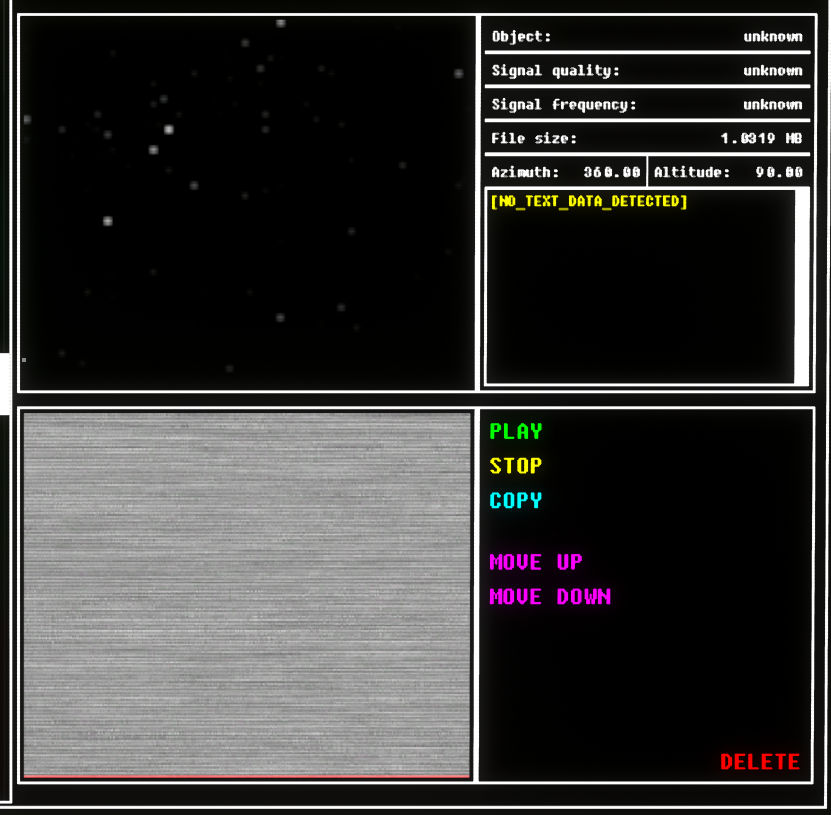 Object: unknown
Signal quality: unknown
Signal frequency: unknown
File size: 1.0319 MB
Azimuth: 360.00 Altitude: 90.00
[NO_TEXT_DATA_DETECTED]
PLAY
STOP
COPY
MOVE UP
MOVE DOWN
DELETE